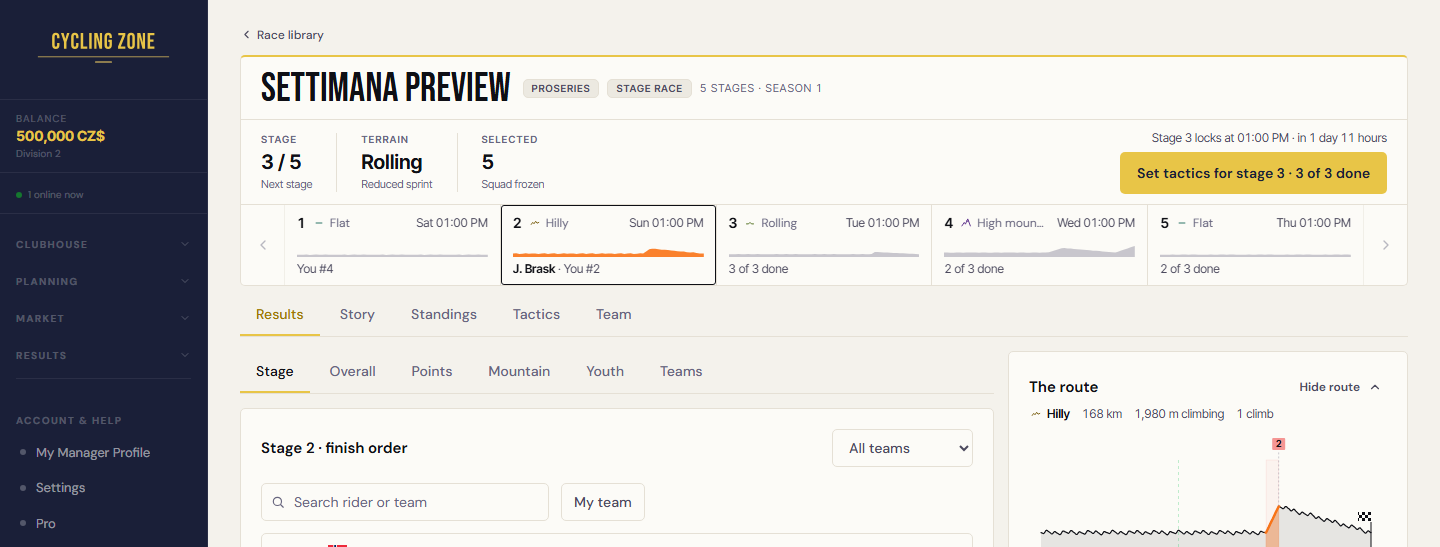 CYCLING ZONE
BALANCE
500,000 CZ$
Division 2
1 online now
CLUBHOUSE
PLANNING
MARKET
RESULTS
ACCOUNT & HELP
My Manager Profile
Settings
Pro
Race library
SETTIMANA PREVIEW PROSERIES STAGE RACE 5 STAGES · SEASON 1
STAGE
3 / 5
Next stage
TERRAIN
Rolling
Reduced sprint
SELECTED
5
Squad frozen
Stage 3 locks at 01:00 PM · in 1 day 11 hours
Set tactics for stage 3 · 3 of 3 done
1 Flat Sat 01:00 PM
You #4
2 Hilly Sun 01:00 PM
J. Brask · You #2
3 Rolling Tue 01:00 PM
3 of 3 done
4 High moun... Wed 01:00 PM
2 of 3 done
5 Flat Thu 01:00 PM
2 of 3 done
Results Story Standings Tactics Team
Stage Overall Points Mountain Youth Teams
Stage 2 · finish order
All teams
Search rider or team
My team
The route
Hide route
Hilly 168 km 1,980 m climbing 1 climb
2